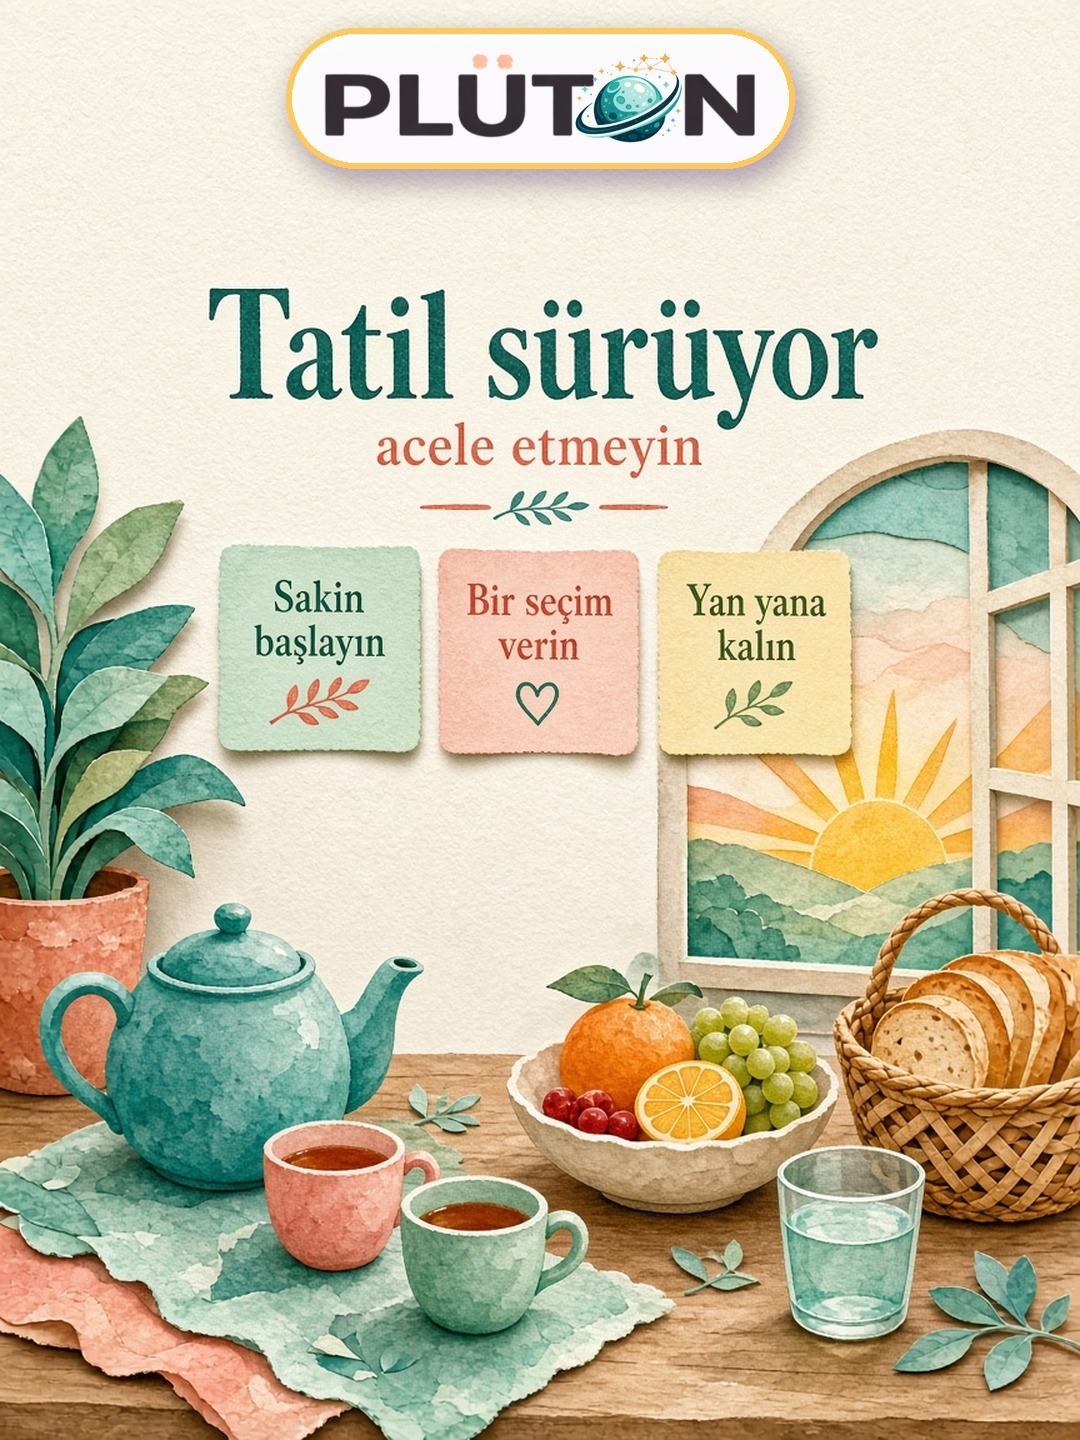 PLÜTON
Tatil sürüyor
acele etmeyin
Sakin
başlayın
Bir seçim
verin
Yan yana
kalın